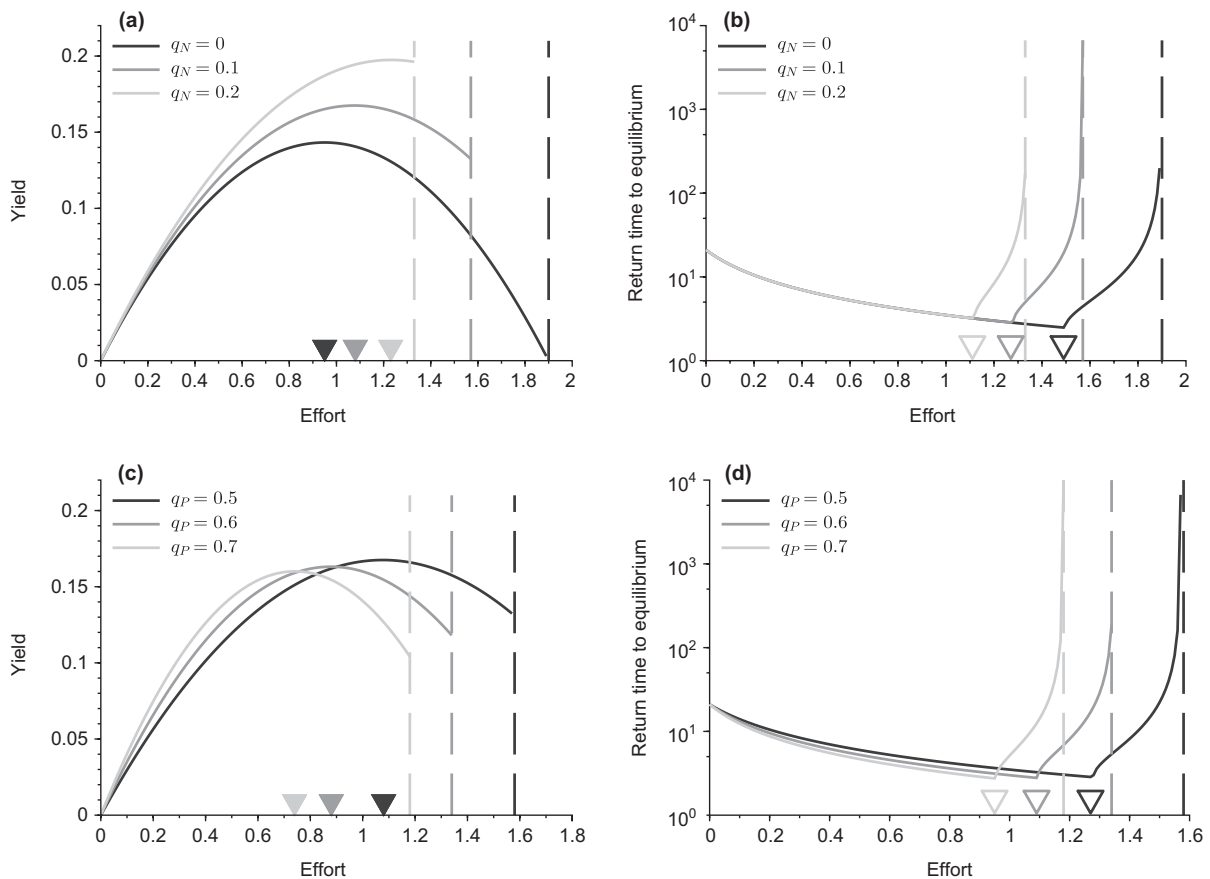 (a)
Yield
0.2
0.15
0.1
0.05
0
q_N = 0
q_N = 0.1
q_N = 0.2
0 0.2 0.4 0.6 0.8 1 1.2 1.4 1.6 1.8 2
Effort
(b)
Return time to equilibrium
10^4
10^3
10^2
10^1
10^0
q_N = 0
q_N = 0.1
q_N = 0.2
0 0.2 0.4 0.6 0.8 1 1.2 1.4 1.6 1.8 2
Effort
(c)
Yield
0.2
0.15
0.1
0.05
0
q_P = 0.5
q_P = 0.6
q_P = 0.7
0 0.2 0.4 0.6 0.8 1 1.2 1.4 1.6 1.8
Effort
(d)
Return time to equilibrium
10^4
10^3
10^2
10^1
10^0
q_P = 0.5
q_P = 0.6
q_P = 0.7
0 0.2 0.4 0.6 0.8 1 1.2 1.4 1.6
Effort